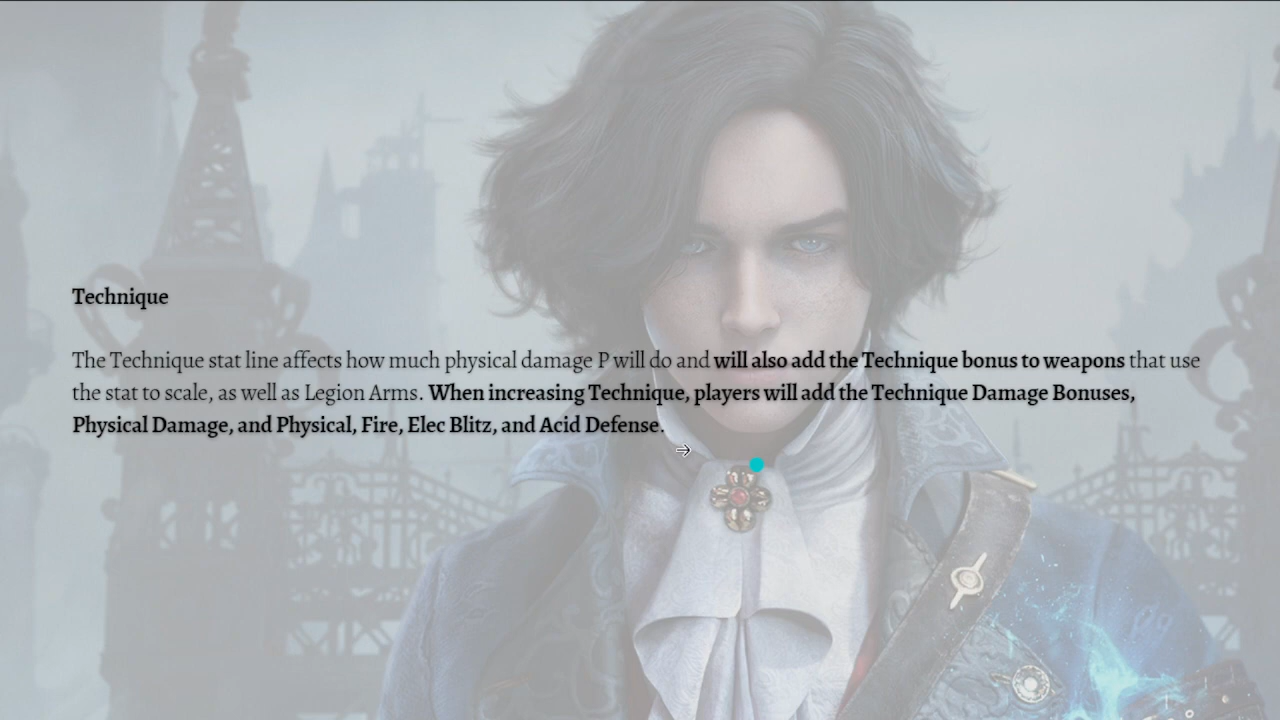 Technique
The Technique stat line affects how much physical damage P will do and will also add the Technique bonus to weapons that use
the stat to scale, as well as Legion Arms. When increasing Technique, players will add the Technique Damage Bonuses,
Physical Damage, and Physical, Fire, Elec Blitz, and Acid Defense.